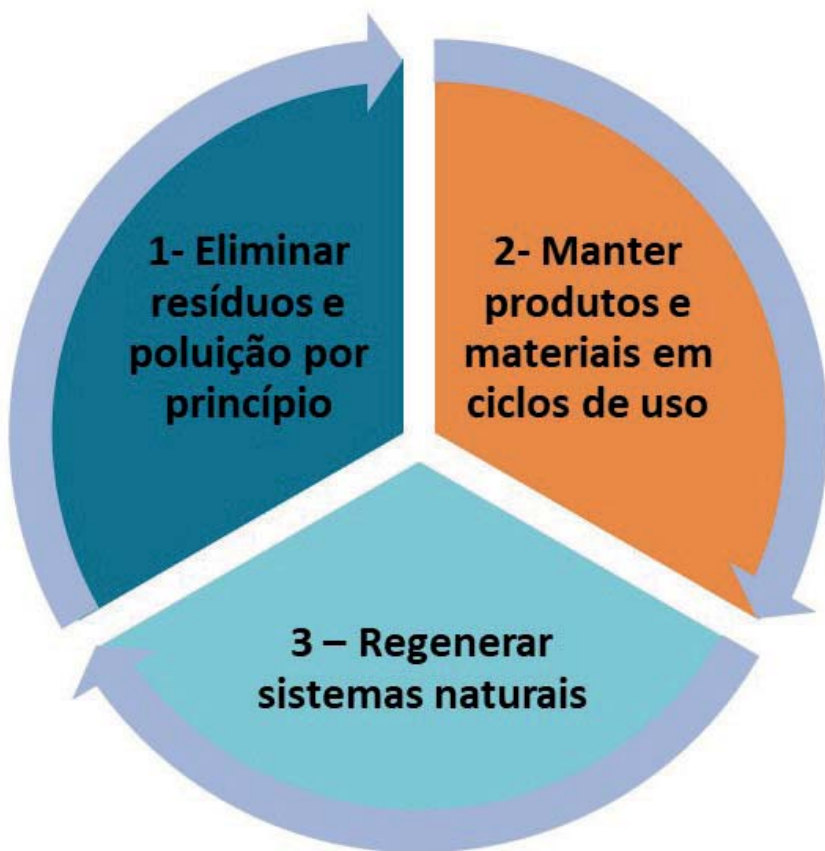 1- Eliminar
resíduos e
poluição por
princípio
2- Manter
produtos e
materiais em
ciclos de uso
3 – Regenerar
sistemas naturais